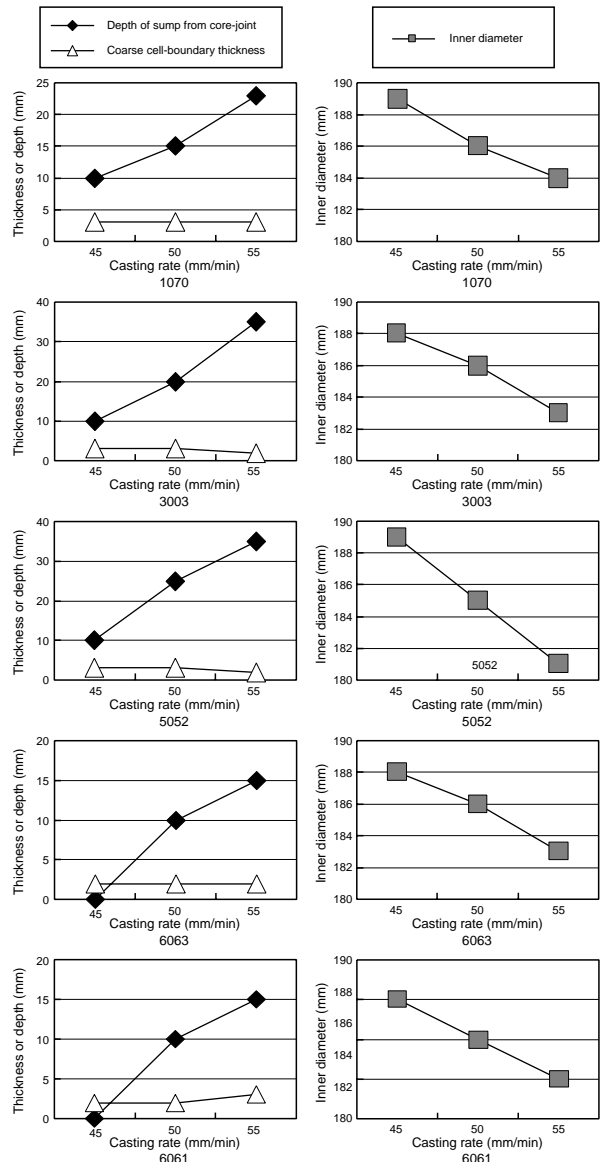 Depth of sump from core-joint
Coarse cell-boundary thickness
Inner diameter
Thickness or depth (mm)
25
20
15
10
5
0
45 50 55
Casting rate (mm/min)
1070
Inner diameter (mm)
190
188
186
184
182
180
45 50 55
Casting rate (mm/min)
1070
Thickness or depth (mm)
40
30
20
10
0
45 50 55
Casting rate (mm/min)
3003
Inner diameter (mm)
190
188
186
184
182
180
45 50 55
Casting rate (mm/min)
3003
Thickness or depth (mm)
40
30
20
10
0
45 50 55
Casting rate (mm/min)
5052
Inner diameter (mm)
190
188
186
184
182
180
5052
45 50 55
Casting rate (mm/min)
5052
Thickness or depth (mm)
20
15
10
5
0
45 50 55
Casting rate (mm/min)
6063
Inner diameter (mm)
190
188
186
184
182
180
45 50 55
Casting rate (mm/min)
6063
Thickness or depth (mm)
20
15
10
5
0
45 50 55
Casting rate (mm/min)
6061
Inner diameter (mm)
190
188
186
184
182
180
45 50 55
Casting rate (mm/min)
6061